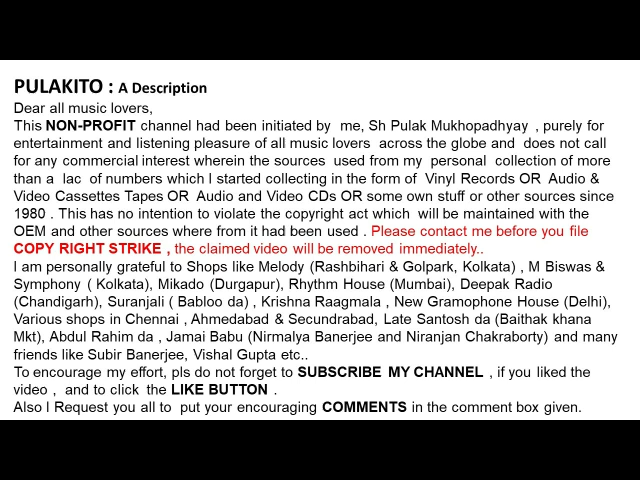 PULAKITO : A Description
Dear all music lovers,
This NON-PROFIT channel had been initiated by me, Sh Pulak Mukhopadhyay , purely for
entertainment and listening pleasure of all music lovers across the globe and does not call
for any commercial interest wherein the sources used from my personal collection of more
than a lac of numbers which I started collecting in the form of Vinyl Records OR Audio &
Video Cassettes Tapes OR Audio and Video CDs OR some own stuff or other sources since
1980 . This has no intention to violate the copyright act which will be maintained with the
OEM and other sources where from it had been used . Please contact me before you file
COPY RIGHT STRIKE , the claimed video will be removed immediately..
I am personally grateful to Shops like Melody (Rashbihari & Golpark, Kolkata) , M Biswas &
Symphony ( Kolkata), Mikado (Durgapur), Rhythm House (Mumbai), Deepak Radio
(Chandigarh), Suranjali ( Babloo da) , Krishna Raagmala , New Gramophone House (Delhi),
Various shops in Chennai , Ahmedabad & Secundrabad, Late Santosh da (Baithak khana
Mkt), Abdul Rahim da , Jamai Babu (Nirmalya Banerjee and Niranjan Chakraborty) and many
friends like Subir Banerjee, Vishal Gupta etc..
To encourage my effort, pls do not forget to SUBSCRIBE MY CHANNEL , if you liked the
video , and to click the LIKE BUTTON .
Also I Request you all to put your encouraging COMMENTS in the comment box given.